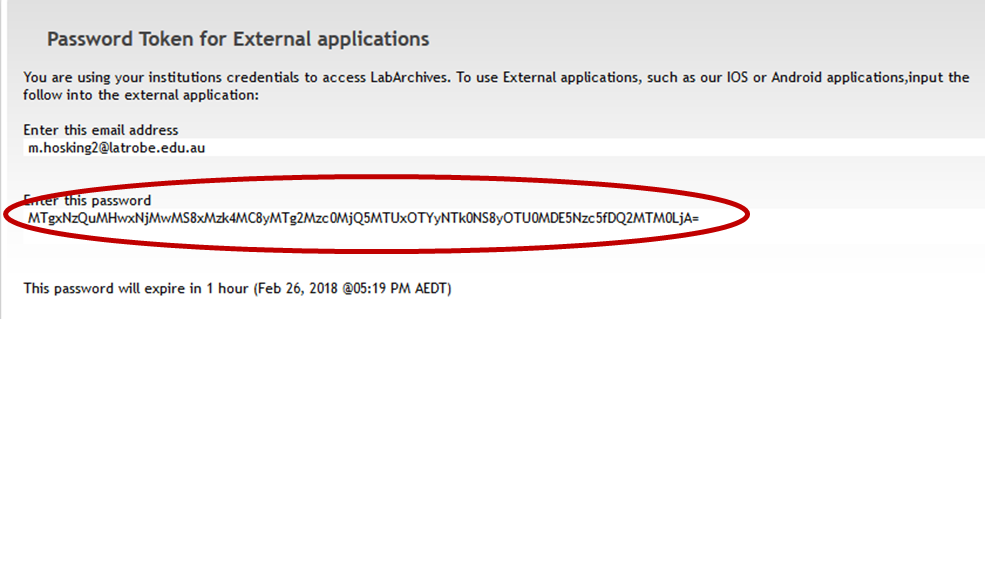 Password Token for External applications
You are using your institutions credentials to access LabArchives. To use External applications, such as our IOS or Android applications,input the
follow into the external application:
Enter this email address
m.hosking2@latrobe.edu.au
Enter this password
MTgxNzQuMHwxNjMwMS8xMzk4MC8yMTg2Mzc0MjQ5MTUxOTYyNTk0NS8yOTU0MDE5Nzc5fDQ2MTM0LjA=
This password will expire in 1 hour (Feb 26, 2018 @05:19 PM AEDT)